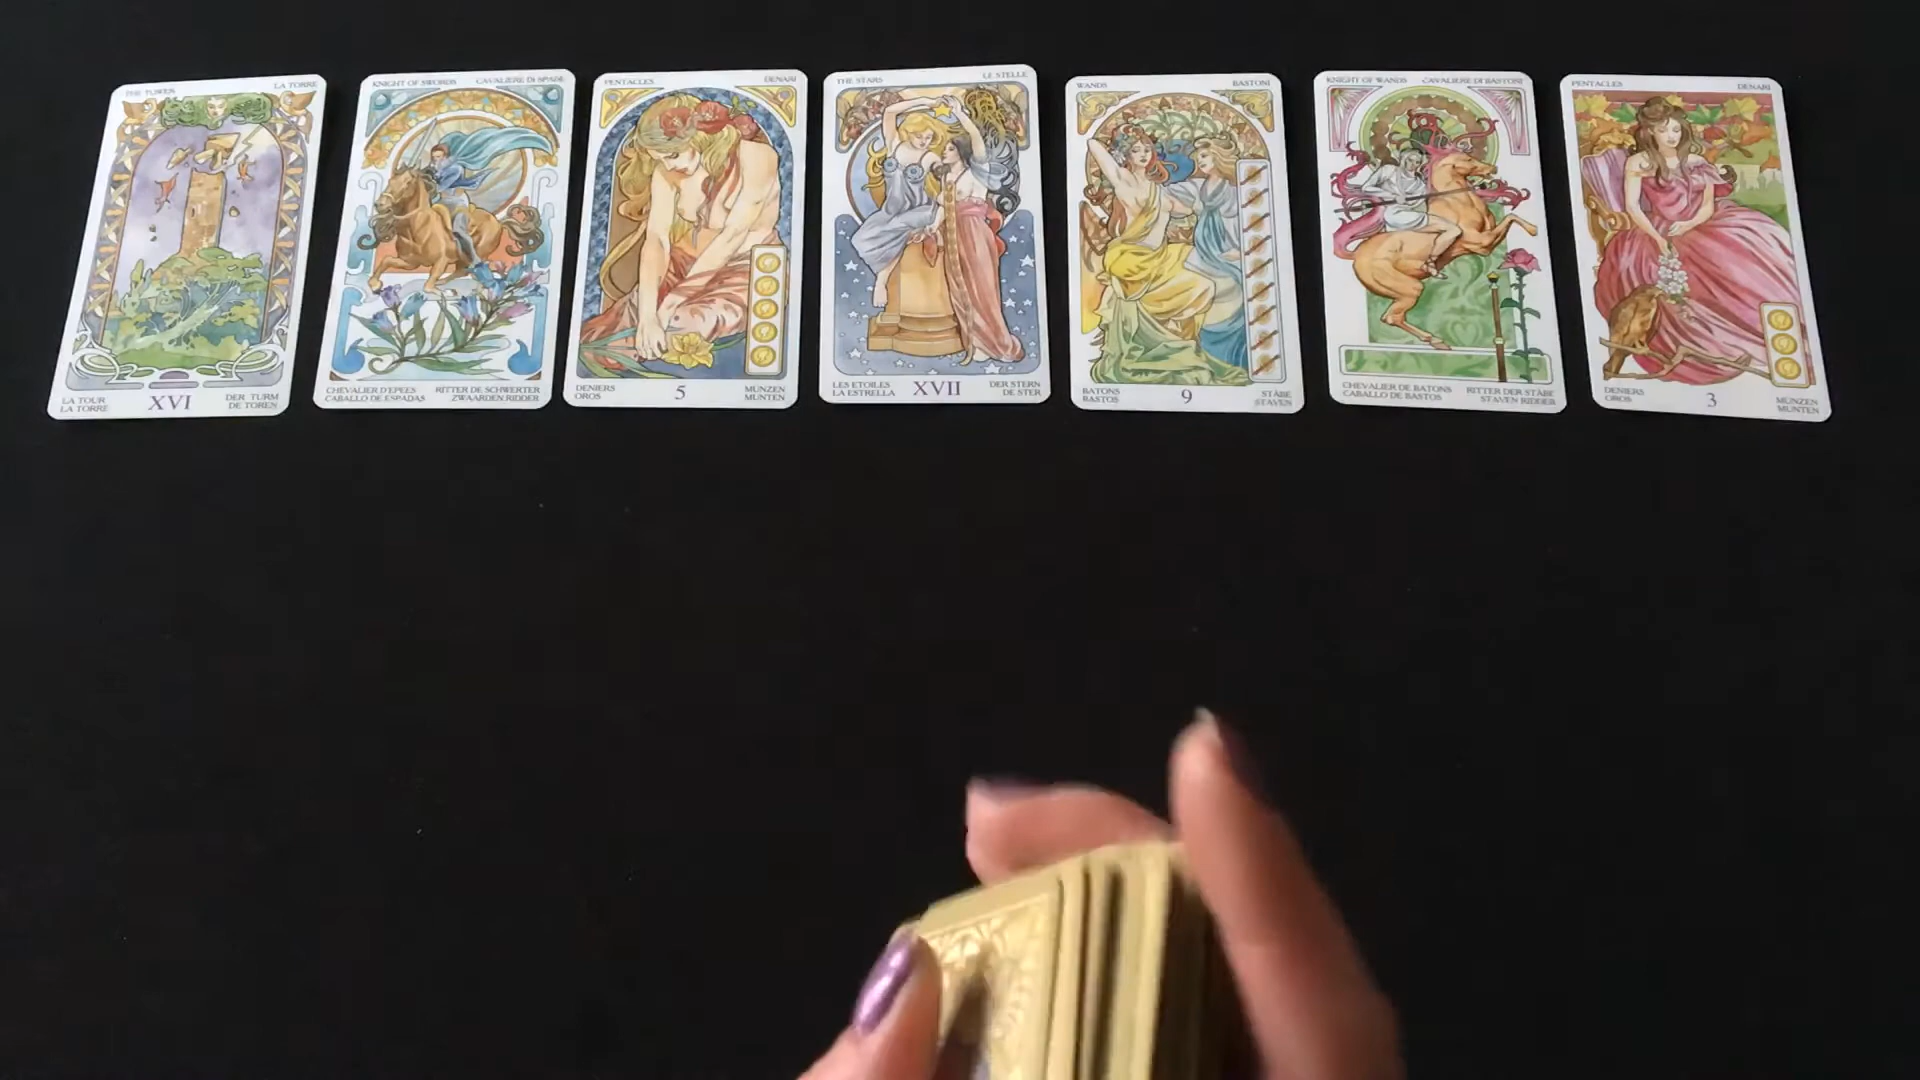 THE TOWER LA TORRE
LA TOUR XVI DER TURM
LA TORRE DE TOREN
KNIGHT OF SWORDS CAVALIERE DI SPADE
CHEVALIER D'EPEES RITTER DE SCHWERTER
CABALLO DE ESPADAS ZWAARDEN RIDDER
PENTACLES DENARI
DENIERS 5 MÜNZEN
OROS MUNTEN
THE STARS LE STELLE
LES ETOILES XVII DER STERN
LA ESTRELLA DE STER
WANDS BASTONI
BATONS 9 STÄBE
BASTOS STAVEN
KNIGHT OF WANDS CAVALIERE DI BASTONI
CHEVALIER DE BATONS RITTER DER STÄBE
CABALLO DE BASTOS STAVEN RIDDER
PENTACLES DENARI
DENIERS 3 MÜNZEN
OROS MUNTEN